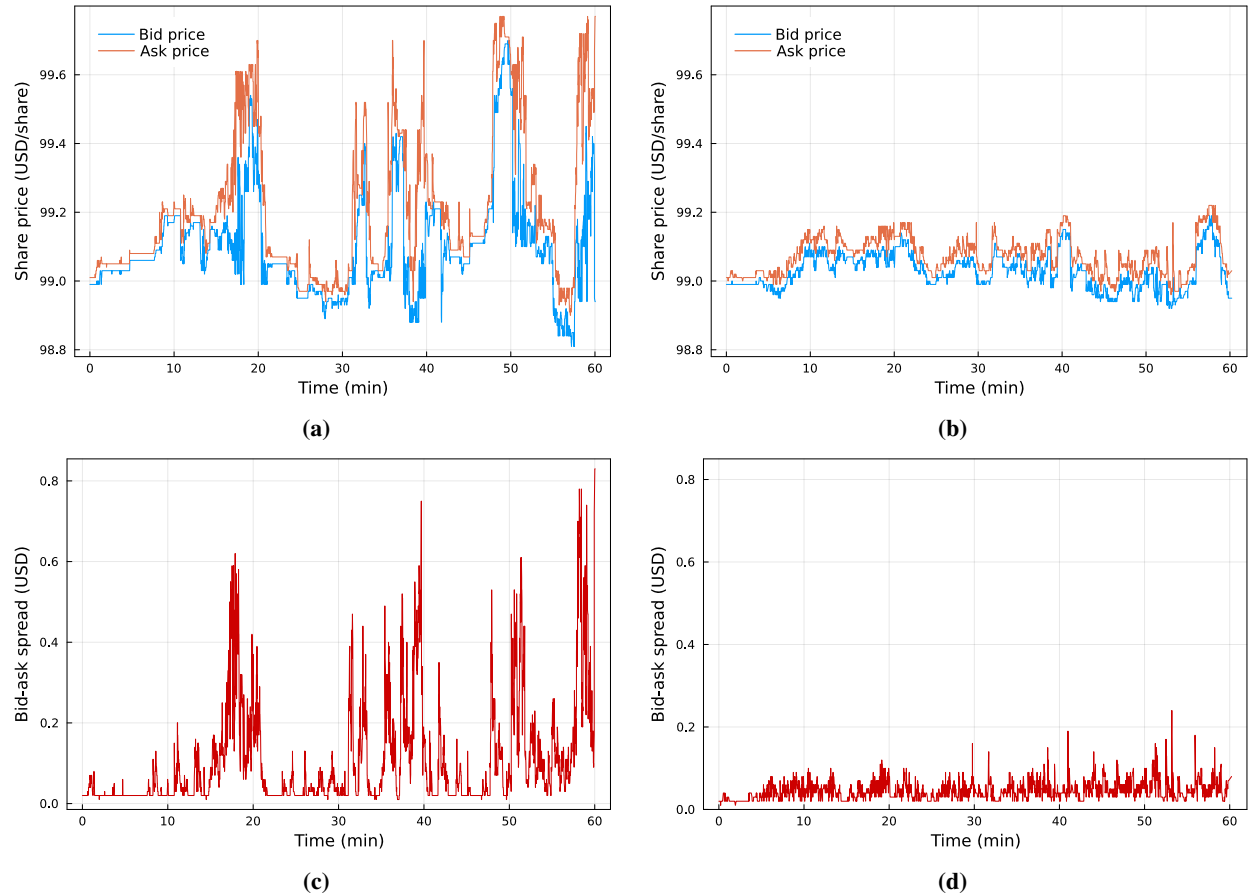 Bid price
Ask price
Share price (USD/share)
99.6
99.4
99.2
99.0
98.8
0 10 20 30 40 50 60
Time (min)
(a)
Bid price
Ask price
Share price (USD/share)
99.6
99.4
99.2
99.0
98.8
0 10 20 30 40 50 60
Time (min)
(b)
Bid-ask spread (USD)
0.8
0.6
0.4
0.2
0.0
0 10 20 30 40 50 60
Time (min)
(c)
Bid-ask spread (USD)
0.8
0.6
0.4
0.2
0.0
0 10 20 30 40 50 60
Time (min)
(d)